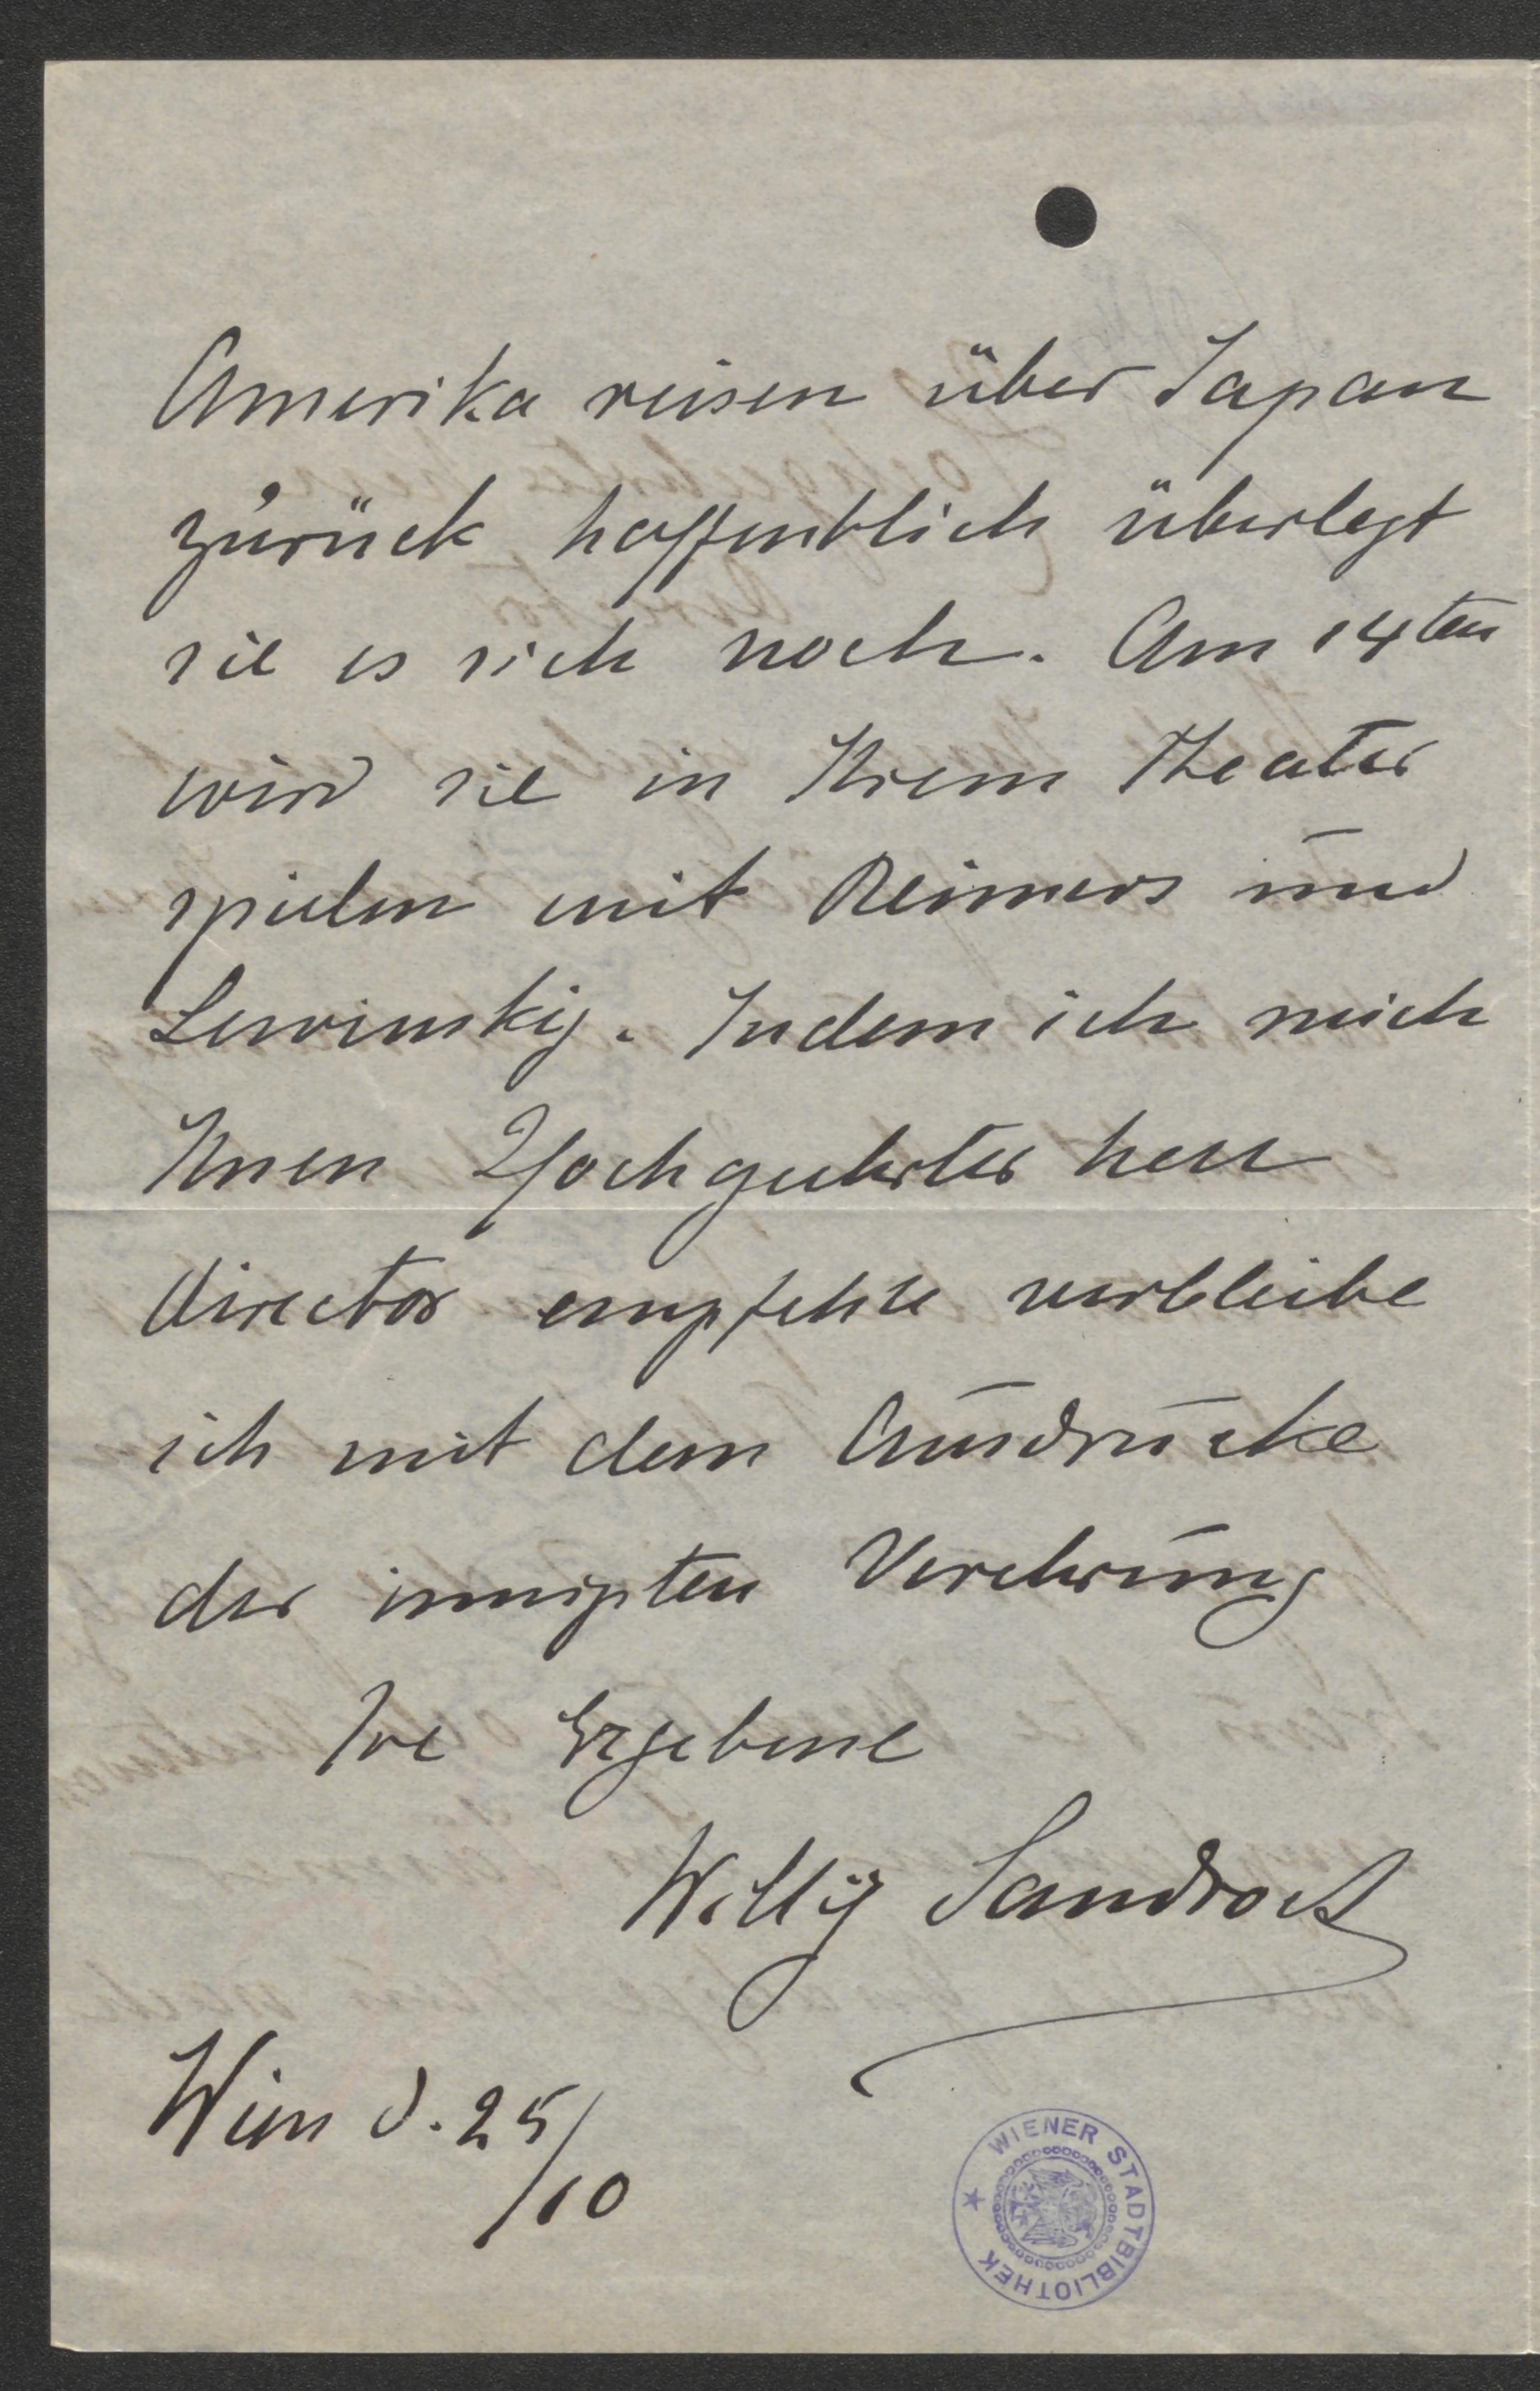 Amerika reisen über Japan
zurück hoffentlich überlegt
sie es sich noch. Am 14ten
wird sie in Ihrem Theater
spielen mit Reimers und
Lewinsky. Indem ich mich
Ihnen Hochgeehrter herr
director empfehle verbleibe
ich mit dem Ausdrucke
der innigsten Verehrung
Ire Ergebene
Willy Sandrock
Wien d. 25/10
WIENER STADTBIBLIOTHEK